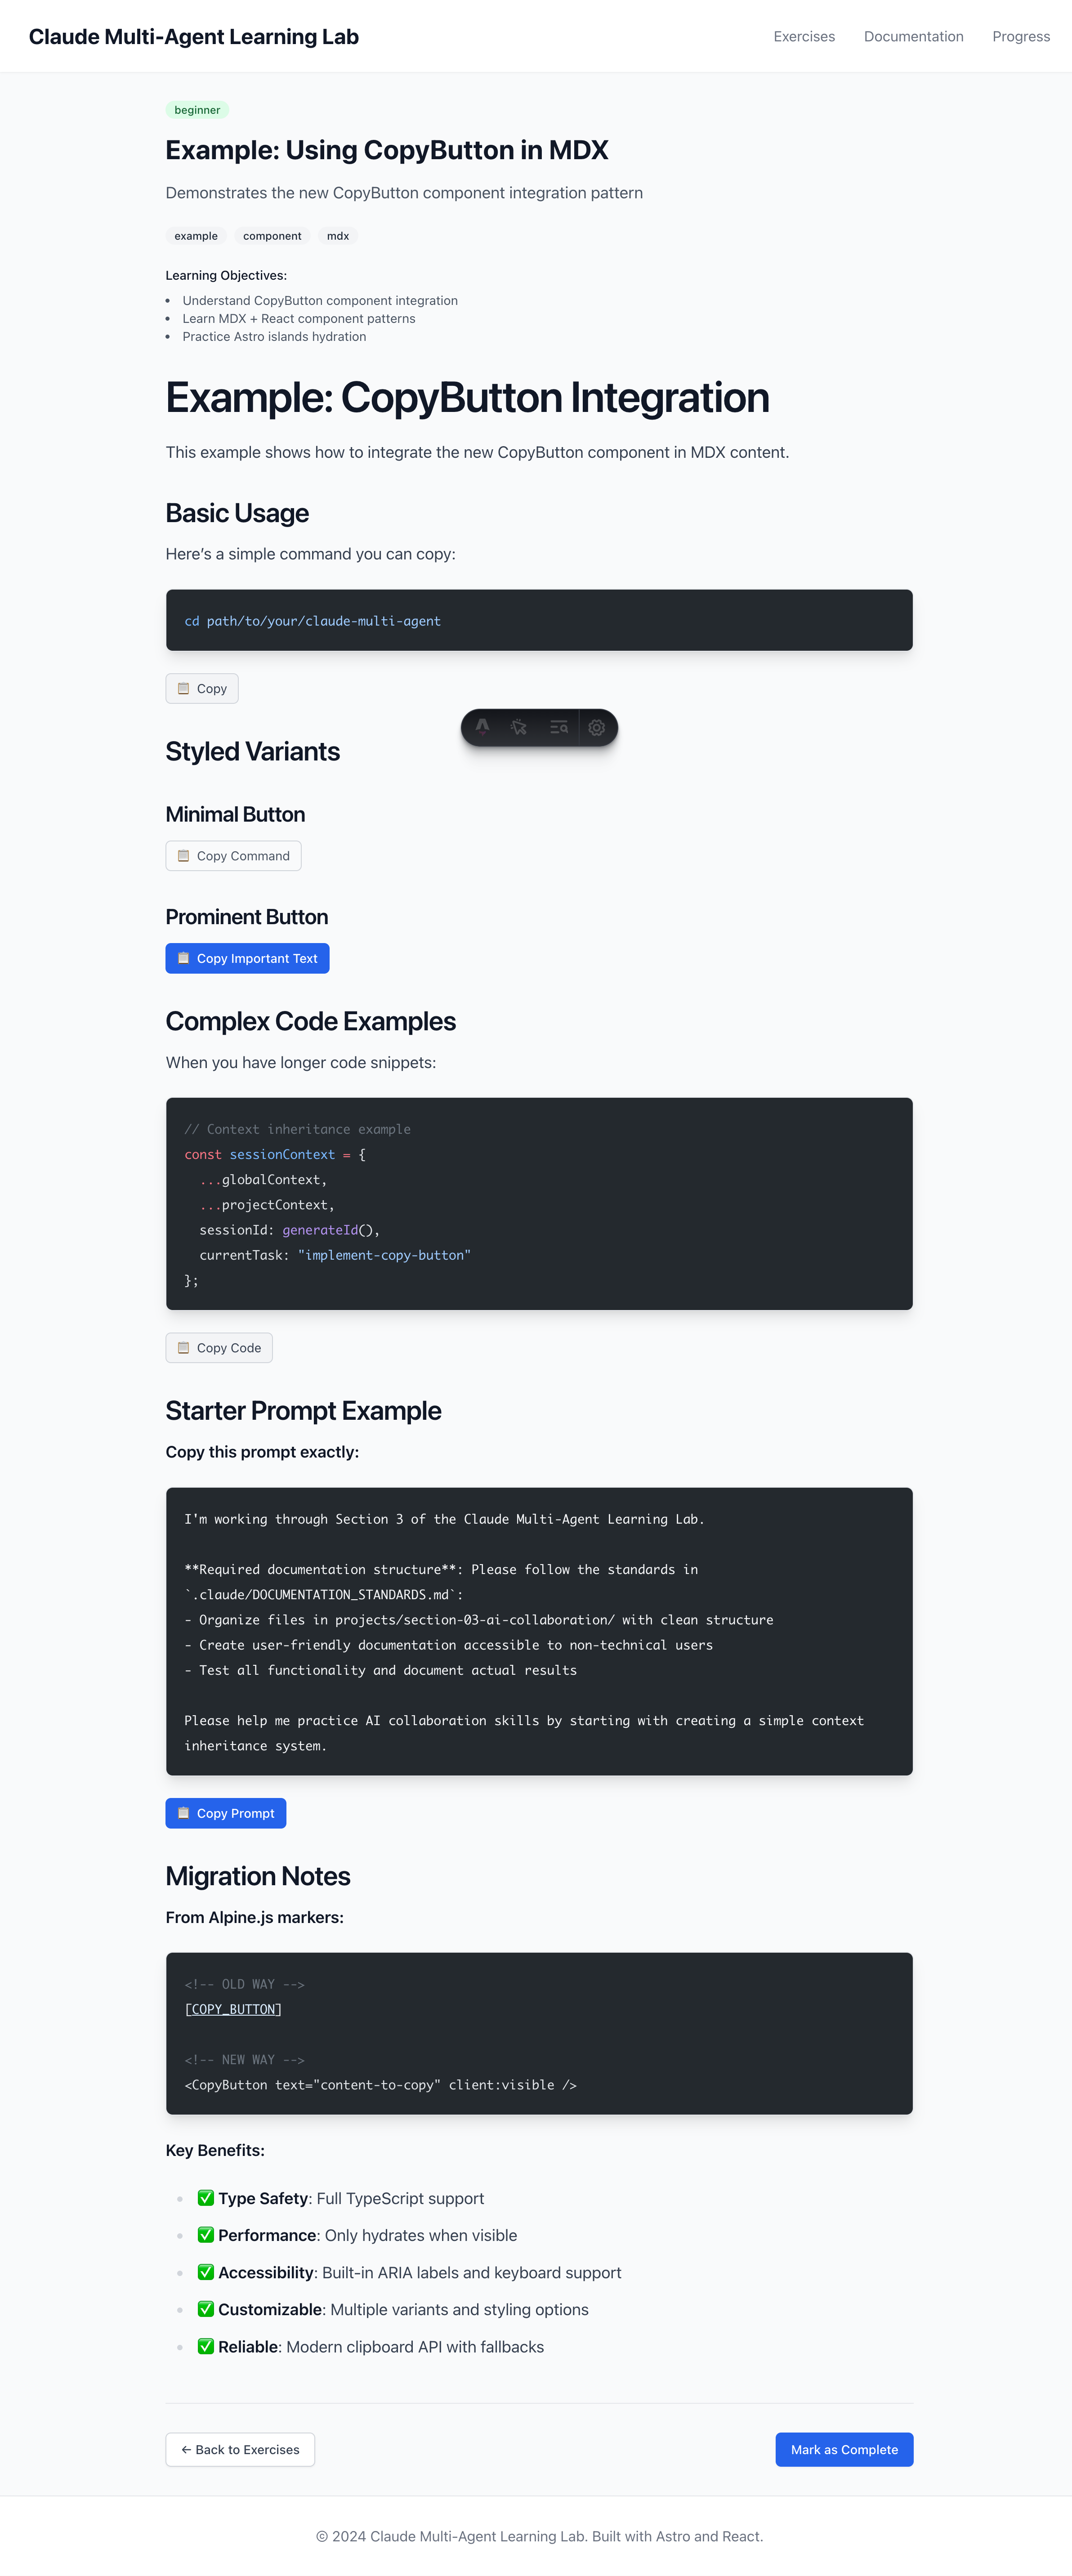 Claude Multi-Agent Learning Lab
Exercises Documentation Progress
beginner
Example: Using CopyButton in MDX
Demonstrates the new CopyButton component integration pattern
example component mdx
Learning Objectives:
• Understand CopyButton component integration
• Learn MDX + React component patterns
• Practice Astro islands hydration
Example: CopyButton Integration
This example shows how to integrate the new CopyButton component in MDX content.
Basic Usage
Here’s a simple command you can copy:
cd path/to/your/claude-multi-agent
📋 Copy
Styled Variants
Minimal Button
📋 Copy Command
Prominent Button
📋 Copy Important Text
Complex Code Examples
When you have longer code snippets:
// Context inheritance example
const sessionContext = {
  ...globalContext,
  ...projectContext,
  sessionId: generateId(),
  currentTask: "implement-copy-button"
};
📋 Copy Code
Starter Prompt Example
Copy this prompt exactly:
I'm working through Section 3 of the Claude Multi-Agent Learning Lab.
**Required documentation structure**: Please follow the standards in
`.claude/DOCUMENTATION_STANDARDS.md`:
- Organize files in projects/section-03-ai-collaboration/ with clean structure
- Create user-friendly documentation accessible to non-technical users
- Test all functionality and document actual results
Please help me practice AI collaboration skills by starting with creating a simple context
inheritance system.
📋 Copy Prompt
Migration Notes
From Alpine.js markers:
<!-- OLD WAY -->
[COPY_BUTTON]
<!-- NEW WAY -->
<CopyButton text="content-to-copy" client:visible />
Key Benefits:
• ✅ Type Safety: Full TypeScript support
• ✅ Performance: Only hydrates when visible
• ✅ Accessibility: Built-in ARIA labels and keyboard support
• ✅ Customizable: Multiple variants and styling options
• ✅ Reliable: Modern clipboard API with fallbacks
← Back to Exercises Mark as Complete
© 2024 Claude Multi-Agent Learning Lab. Built with Astro and React.